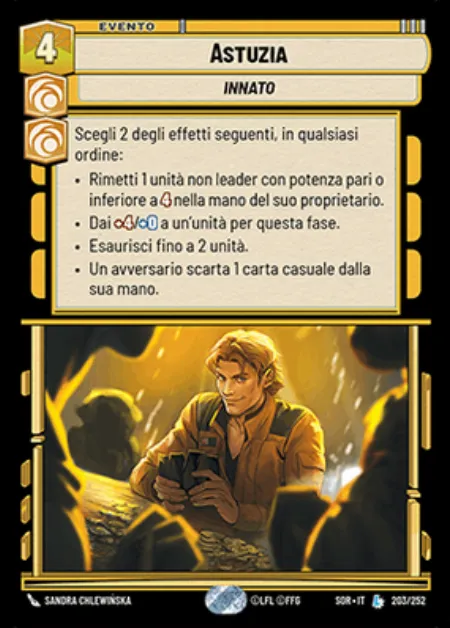 EVENTO
4
ASTUZIA
INNATO
Scegli 2 degli effetti seguenti, in qualsiasi
ordine:
• Rimetti 1 unità non leader con potenza pari o
inferiore a 4 nella mano del suo proprietario.
• Dai +4/+0 a un'unità per questa fase.
• Esaurisci fino a 2 unità.
• Un avversario scarta 1 carta casuale dalla
sua mano.
SANDRA CHLEWIŃSKA
©LFL ©FFG
SOR • IT L 203/252